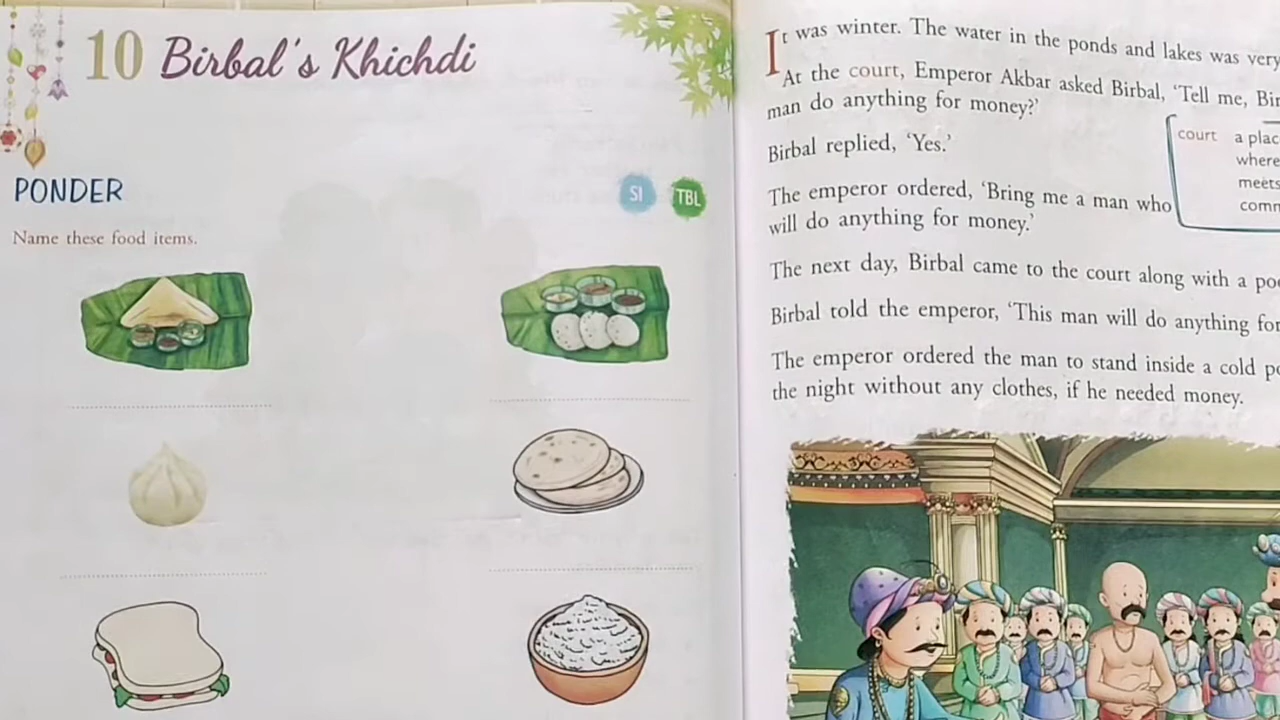 10 Birbal's Khichdi
PONDER
SI
TBL
Name these food items.
It was winter. The water in the ponds and lakes was very
At the court, Emperor Akbar asked Birbal, 'Tell me,
man do anything for money?'
Birbal replied, 'Yes.'
The emperor ordered, 'Bring me a man who
will do anything for money.'
court a
where
meets
The next day, Birbal came to the court along with a
Birbal told the emperor, 'This man will do anything
The emperor ordered the man to stand inside a cold
the night without any clothes, if he needed money.